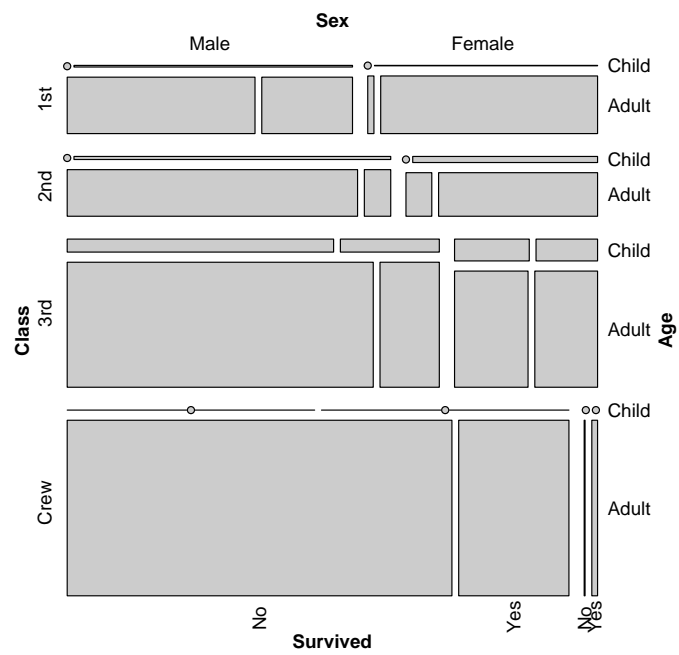 Sex
Male Female
1st
Child
Adult
2nd
Child
Adult
Class
3rd
Child
Adult
Age
Crew
Child
Adult
No Yes No Yes
Survived